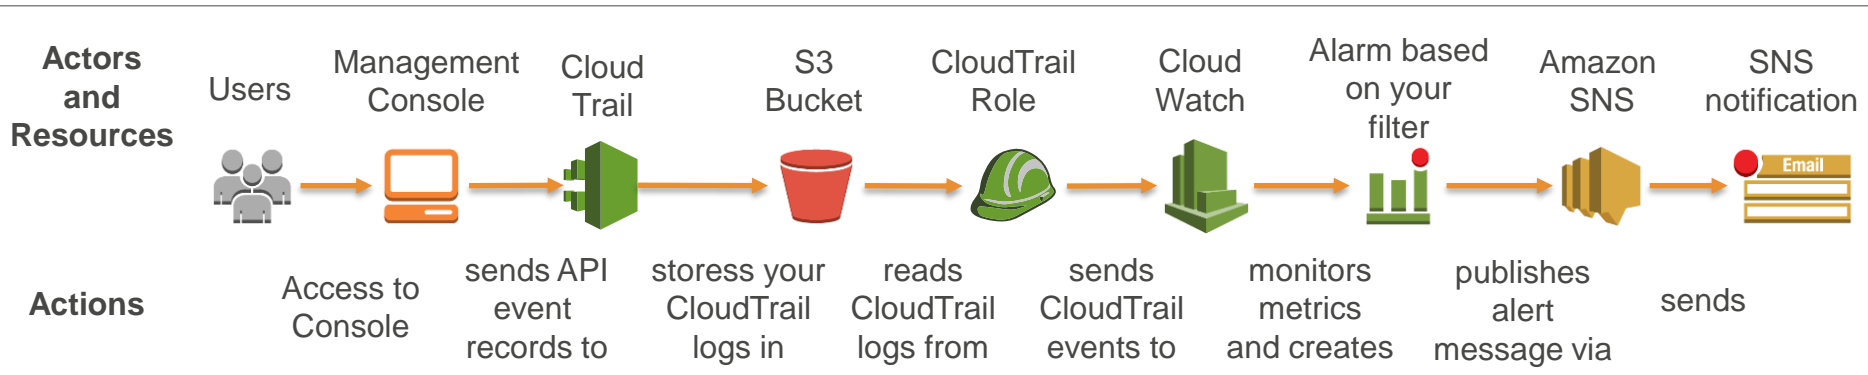 Actors
and
Resources
Users
Management
Console
Cloud
Trail
S3
Bucket
CloudTrail
Role
Cloud
Watch
Alarm based
on your
filter
Amazon
SNS
SNS
notification
Email
Actions
Access to
Console
sends API
event
records to
storess your
CloudTrail
logs in
reads
CloudTrail
logs from
sends
CloudTrail
events to
monitors
metrics
and creates
publishes
alert
message via
sends